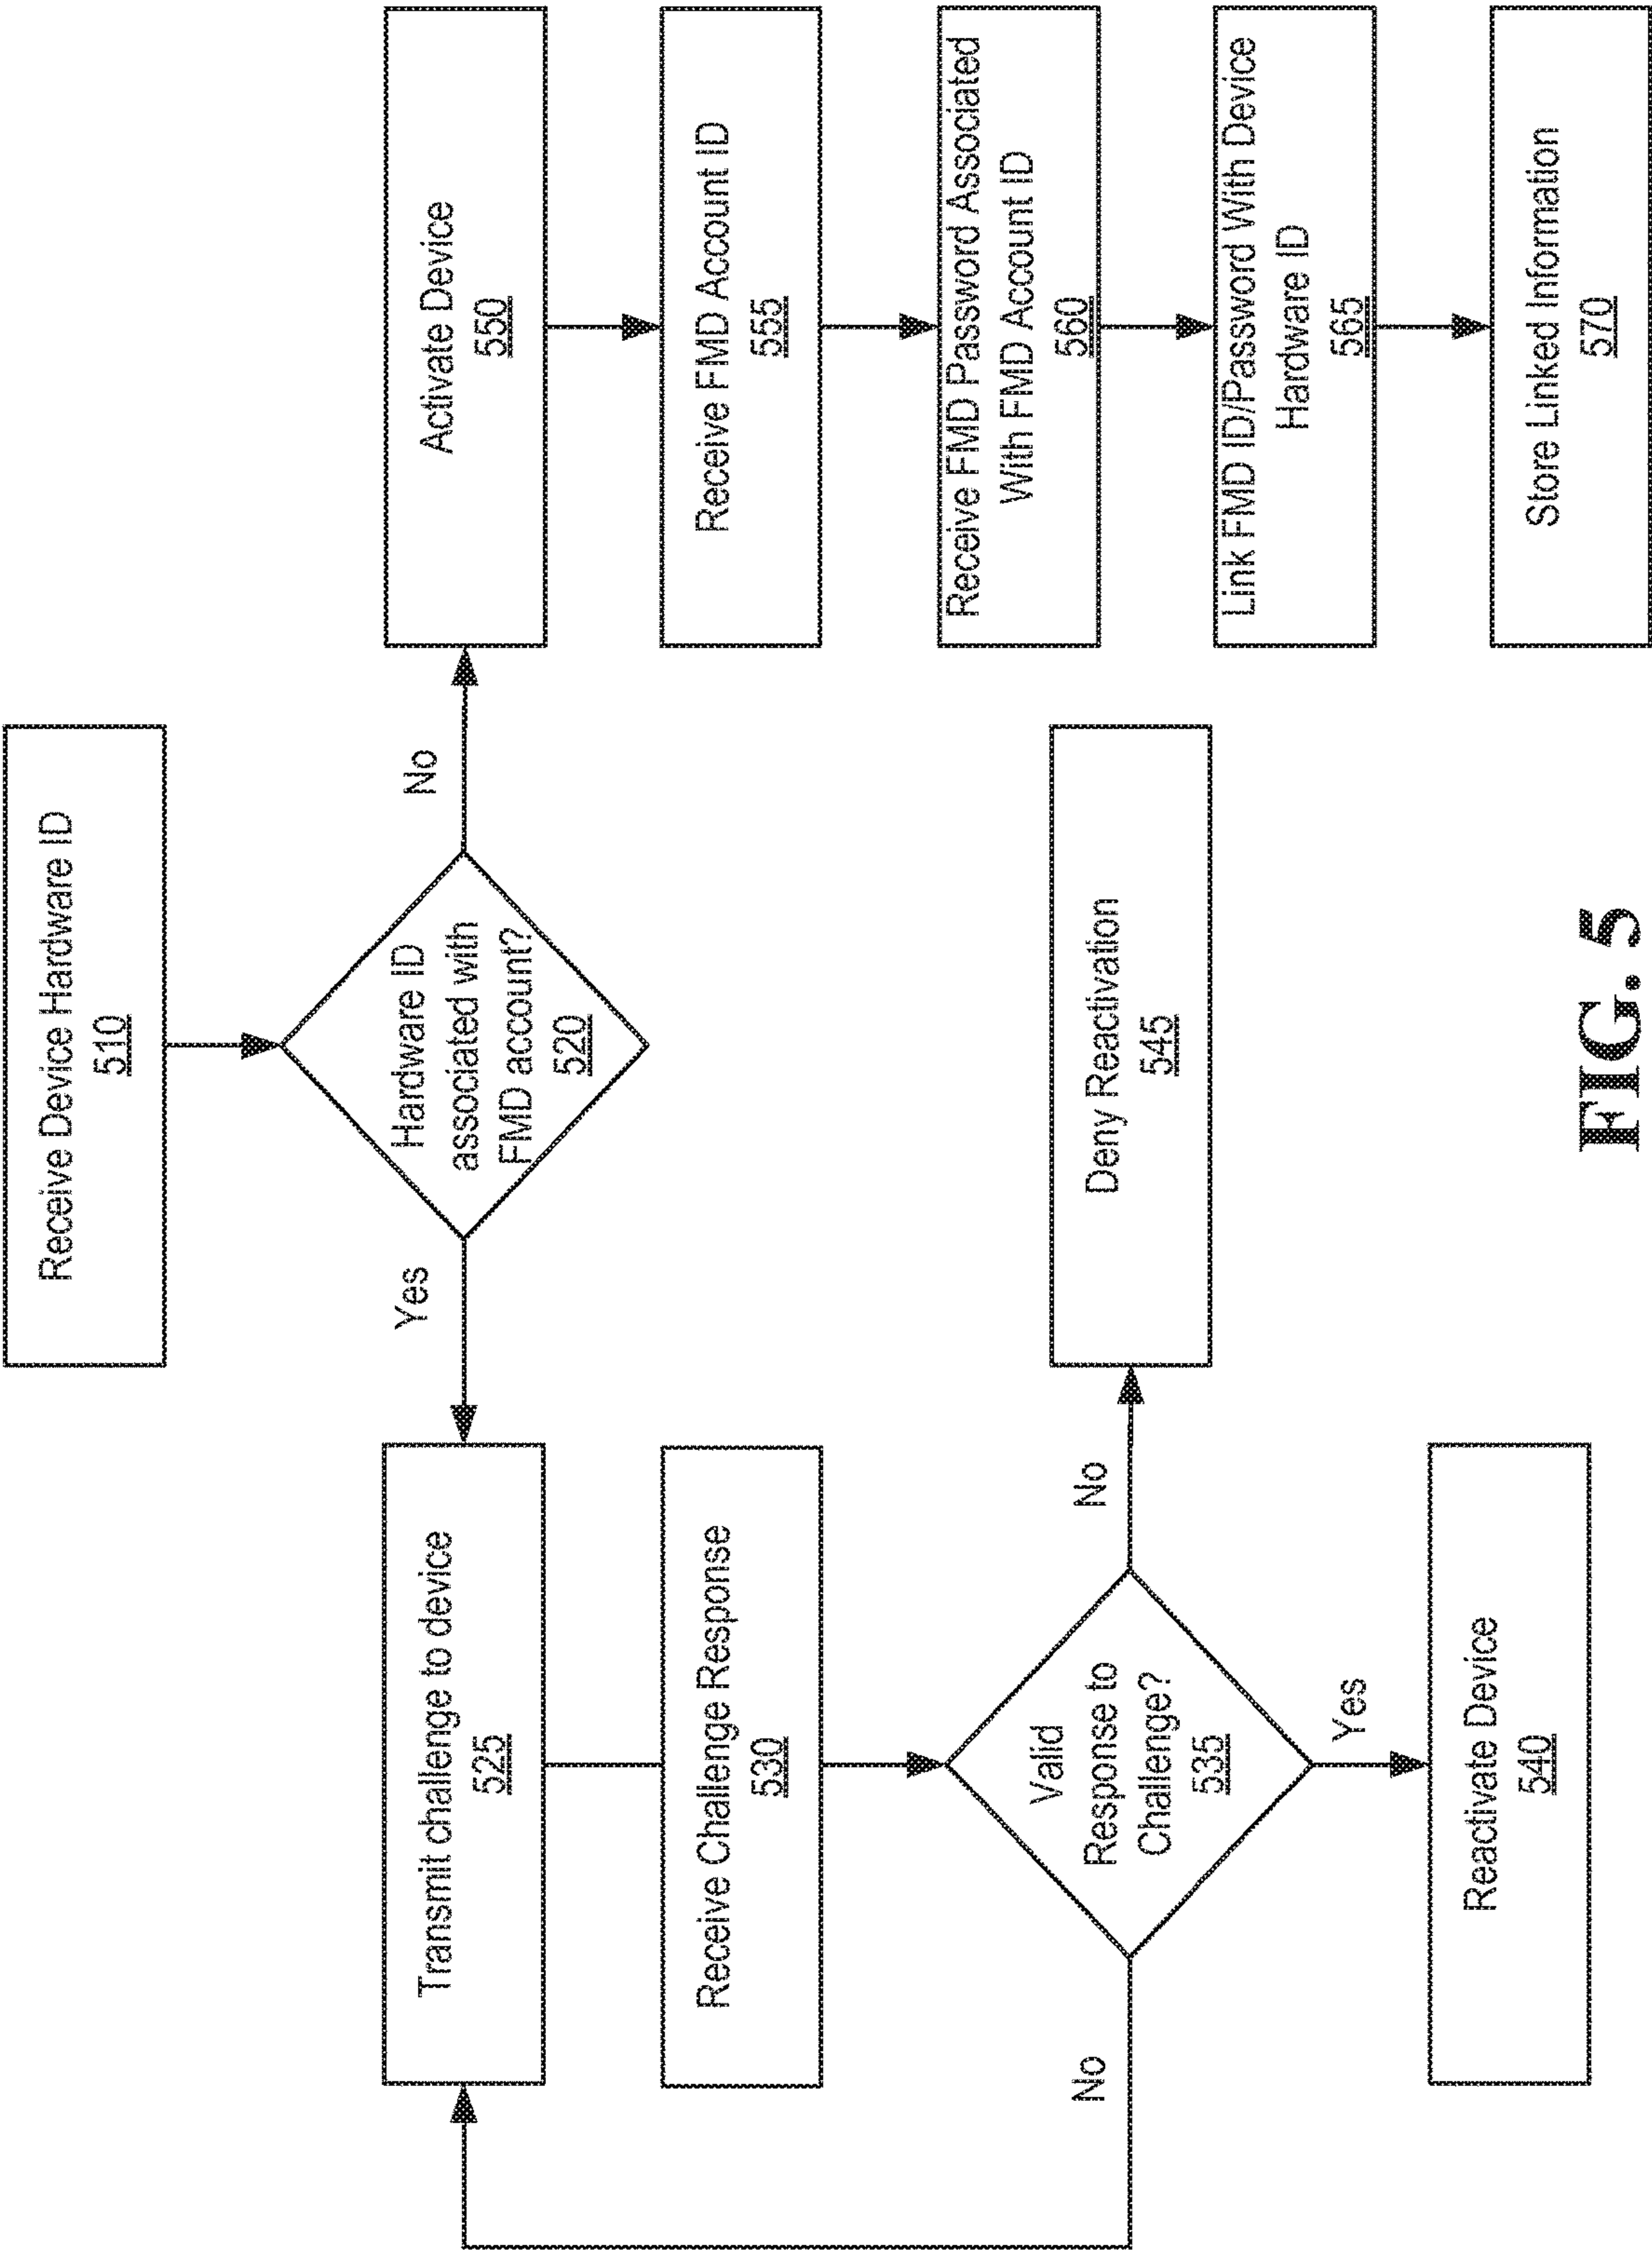 Receive Device Hardware ID
510
Hardware ID
associated with
FMD account?
520
Yes
No
Transmit challenge to device
525
Receive Challenge Response
530
Valid
Response to
Challenge?
535
No
No
Yes
Reactivate Device
540
Deny Reactivation
545
Activate Device
550
Receive FMD Account ID
555
Receive FMD Password Associated
With FMD Account ID
560
Link FMD ID/Password With Device
Hardware ID
565
Store Linked Information
570
FIG. 5